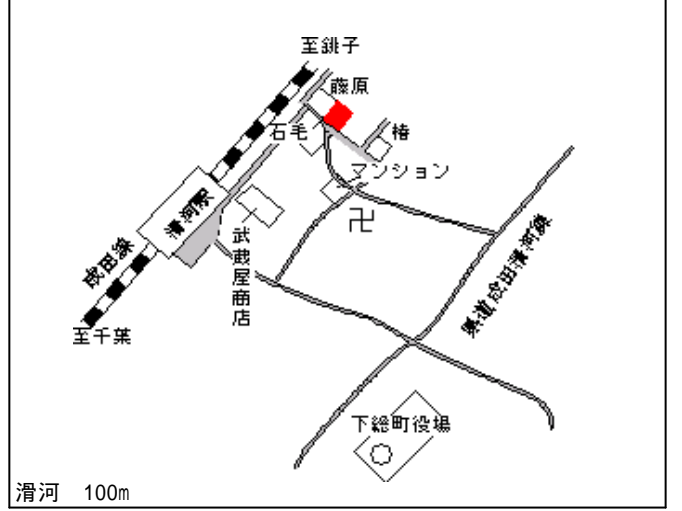 至銚子
藤原
石毛
椿
マンション
滑河駅
卍
武蔵屋商店
成田線
県道成田滑河線
至千葉
下総町役場
滑河　100m